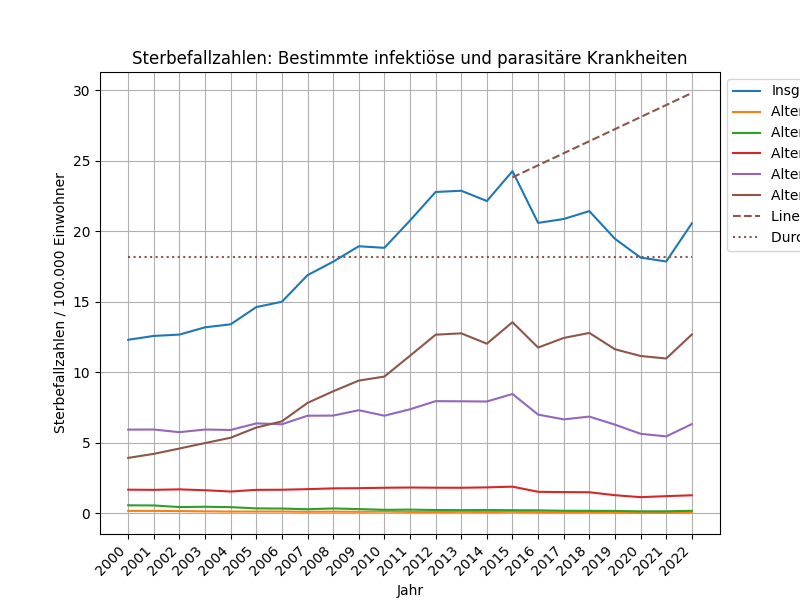 Sterbefallzahlen: Bestimmte infektiöse und parasitäre Krankheiten
30
25
20
15
10
5
0
Sterbefallzahlen / 100.000 Einwohner
2000
2001
2002
2003
2004
2005
2006
2007
2008
2009
2010
2011
2012
2013
2014
2015
2016
2017
2018
2019
2020
2021
2022
Jahr
Insg
Alter
Alter
Alter
Alter
Alter
Line
Durc